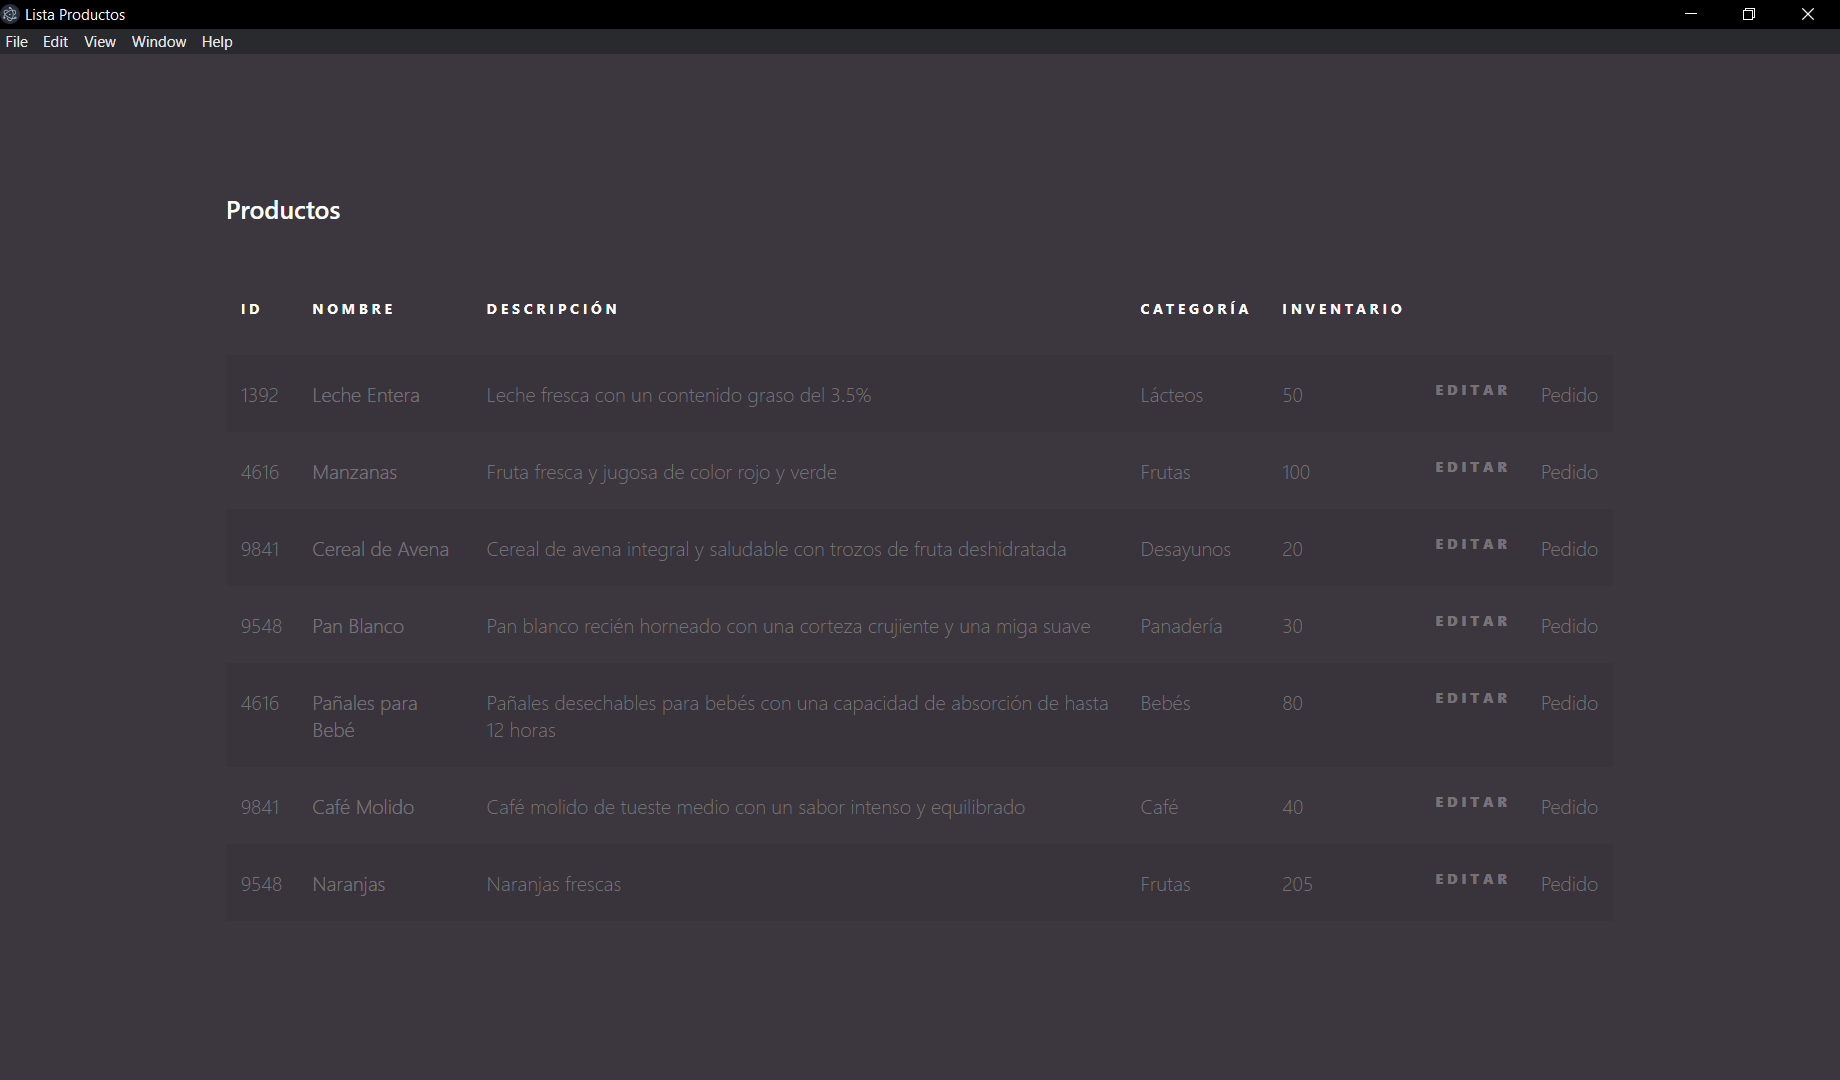 Lista Productos
File Edit View Window Help
Productos
ID NOMBRE DESCRIPCIÓN CATEGORÍA INVENTARIO
1392 Leche Entera Leche fresca con un contenido graso del 3.5% Lácteos 50 EDITAR Pedido
4616 Manzanas Fruta fresca y jugosa de color rojo y verde Frutas 100 EDITAR Pedido
9841 Cereal de Avena Cereal de avena integral y saludable con trozos de fruta deshidratada Desayunos 20 EDITAR Pedido
9548 Pan Blanco Pan blanco recién horneado con una corteza crujiente y una miga suave Panadería 30 EDITAR Pedido
4616 Pañales para Pañales desechables para bebés con una capacidad de absorción de hasta Bebés 80 EDITAR Pedido
Bebé 12 horas
9841 Café Molido Café molido de tueste medio con un sabor intenso y equilibrado Café 40 EDITAR Pedido
9548 Naranjas Naranjas frescas Frutas 205 EDITAR Pedido